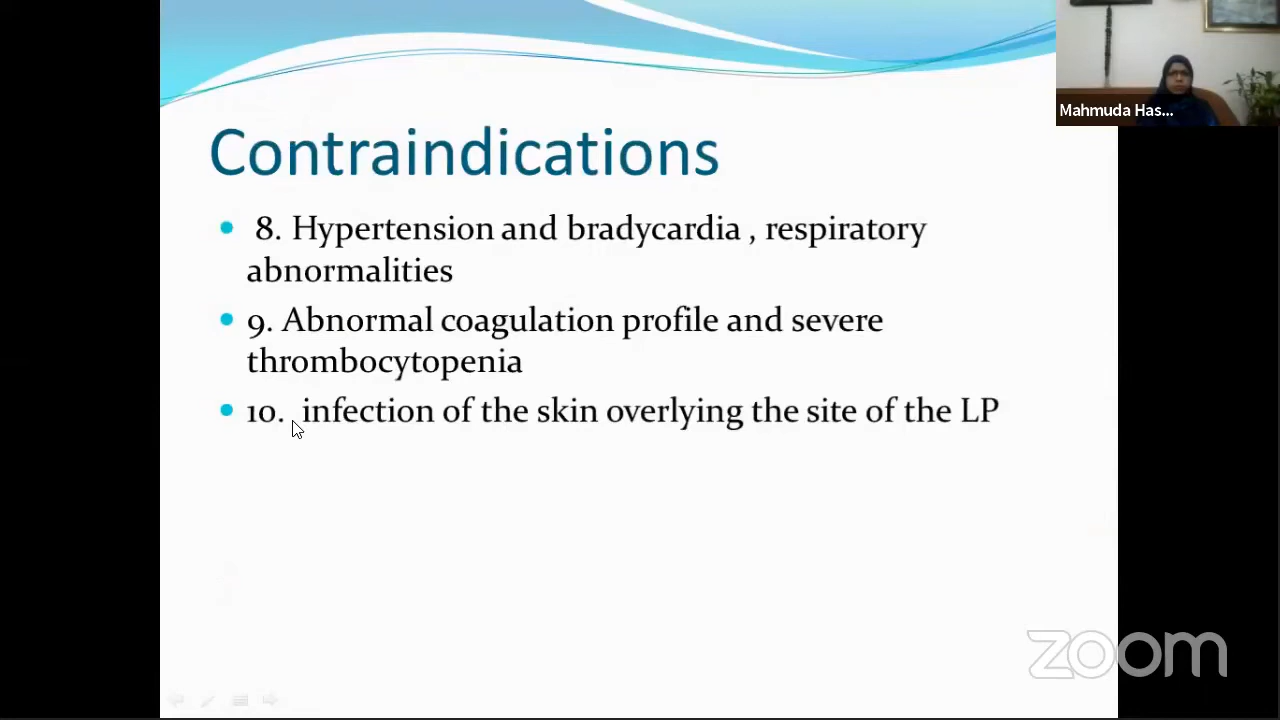 Mahmuda Has...
Contraindications
8. Hypertension and bradycardia , respiratory
abnormalities
9. Abnormal coagulation profile and severe
thrombocytopenia
10. infection of the skin overlying the site of the LP
zoom